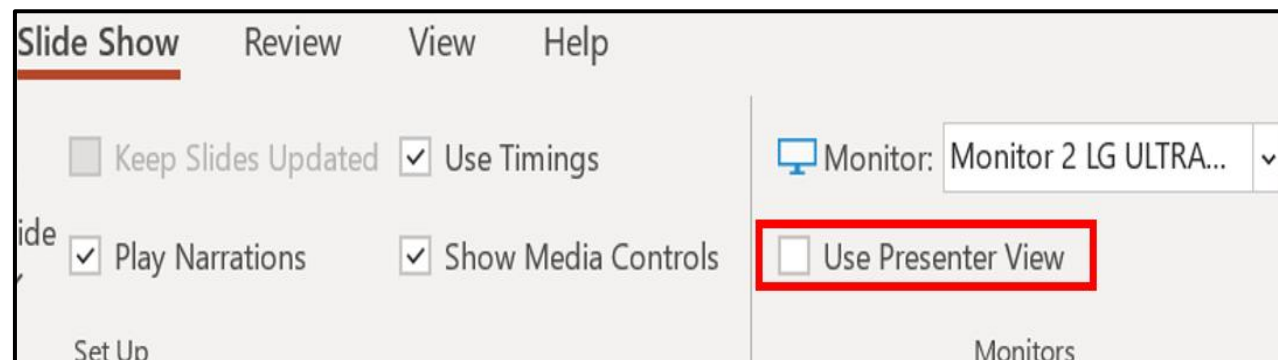 Slide Show Review View Help
Keep Slides Updated Use Timings Monitor: Monitor 2 LG ULTRA...
ide Play Narrations Show Media Controls Use Presenter View
Set Up Monitors